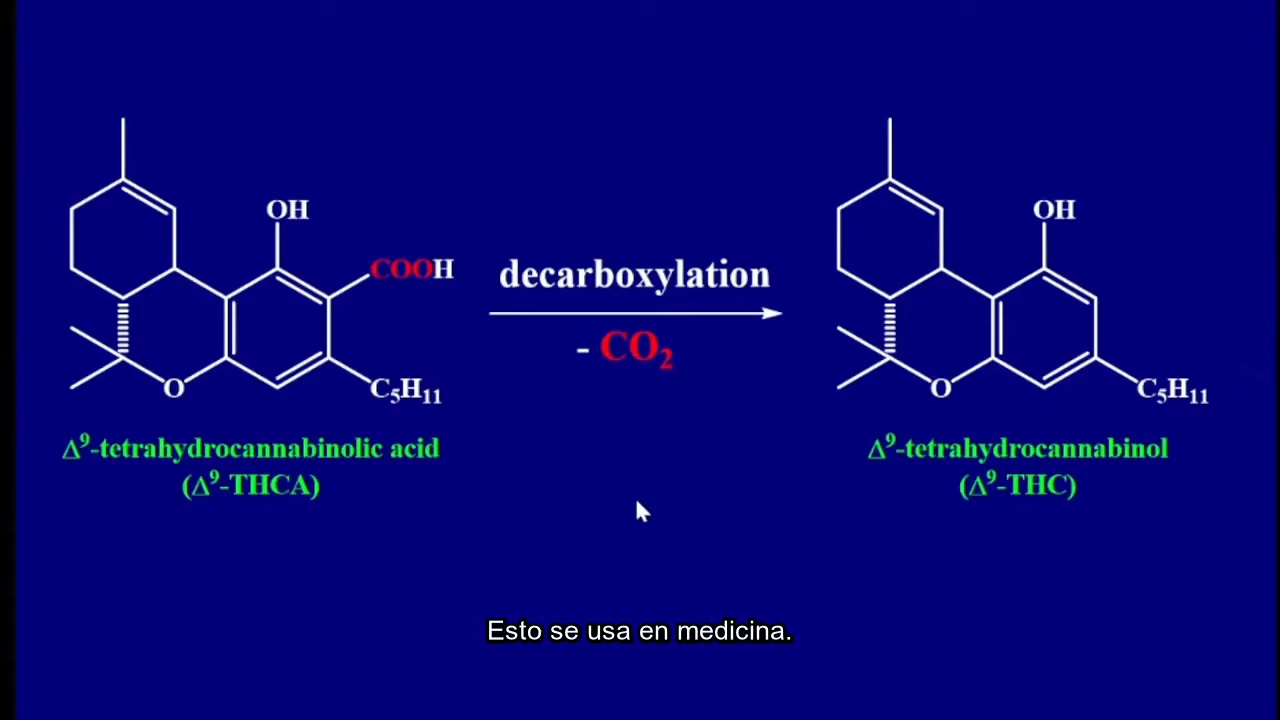 OH
COOH
O
C₅H₁₁
Δ⁹-tetrahydrocannabinolic acid
(Δ⁹-THCA)
decarboxylation
- CO₂
OH
O
C₅H₁₁
Δ⁹-tetrahydrocannabinol
(Δ⁹-THC)
Esto se usa en medicina.